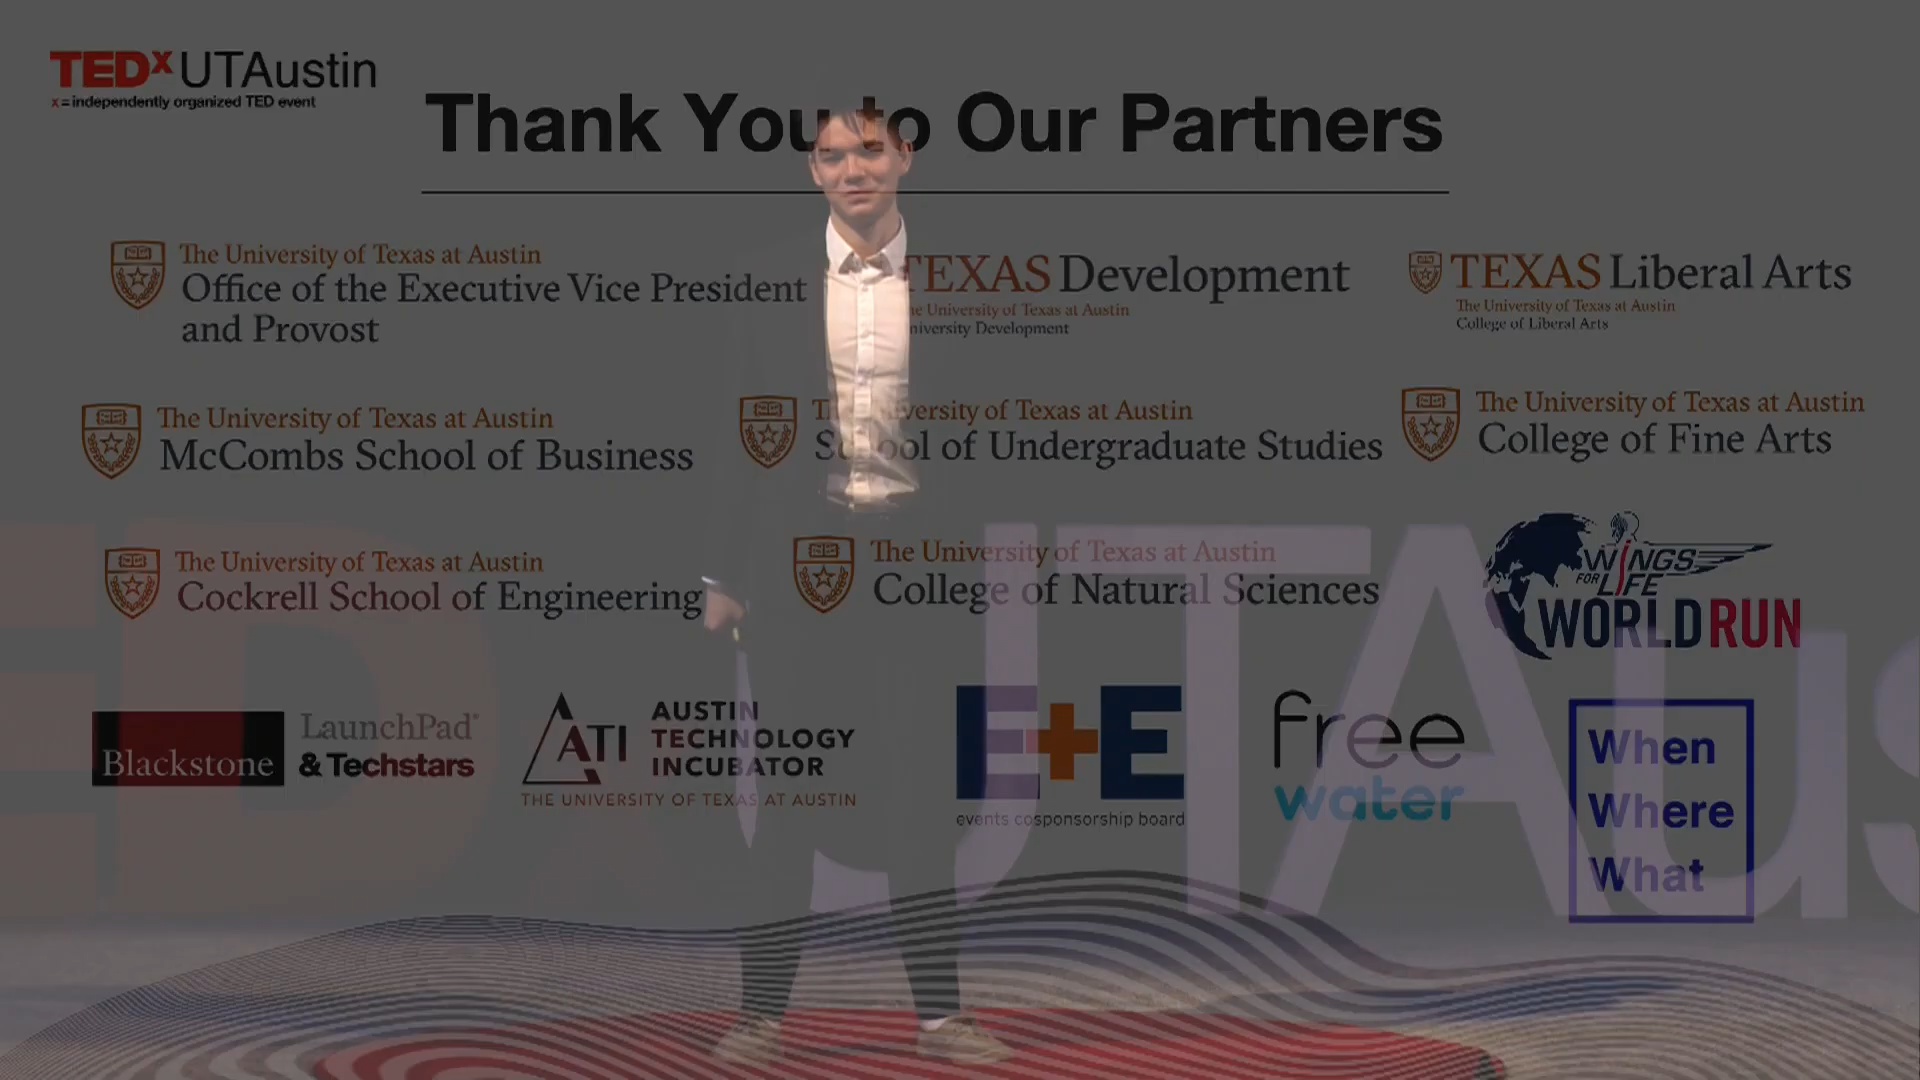 TEDx UTAustin
x = independently organized TED event
Thank You to Our Partners
The University of Texas at Austin
Office of the Executive Vice President
and Provost
TEXAS Development
The University of Texas at Austin
University Development
TEXAS Liberal Arts
The University of Texas at Austin
College of Liberal Arts
The University of Texas at Austin
McCombs School of Business
The University of Texas at Austin
School of Undergraduate Studies
The University of Texas at Austin
College of Fine Arts
The University of Texas at Austin
Cockrell School of Engineering
The University of Texas at Austin
College of Natural Sciences
WINGS
FOR LIFE
WORLD RUN
Blackstone
LaunchPad
& Techstars
ATI
AUSTIN
TECHNOLOGY
INCUBATOR
THE UNIVERSITY OF TEXAS AT AUSTIN
E+E
events cosponsorship board
free
water
When
Where
What
ED UTAus